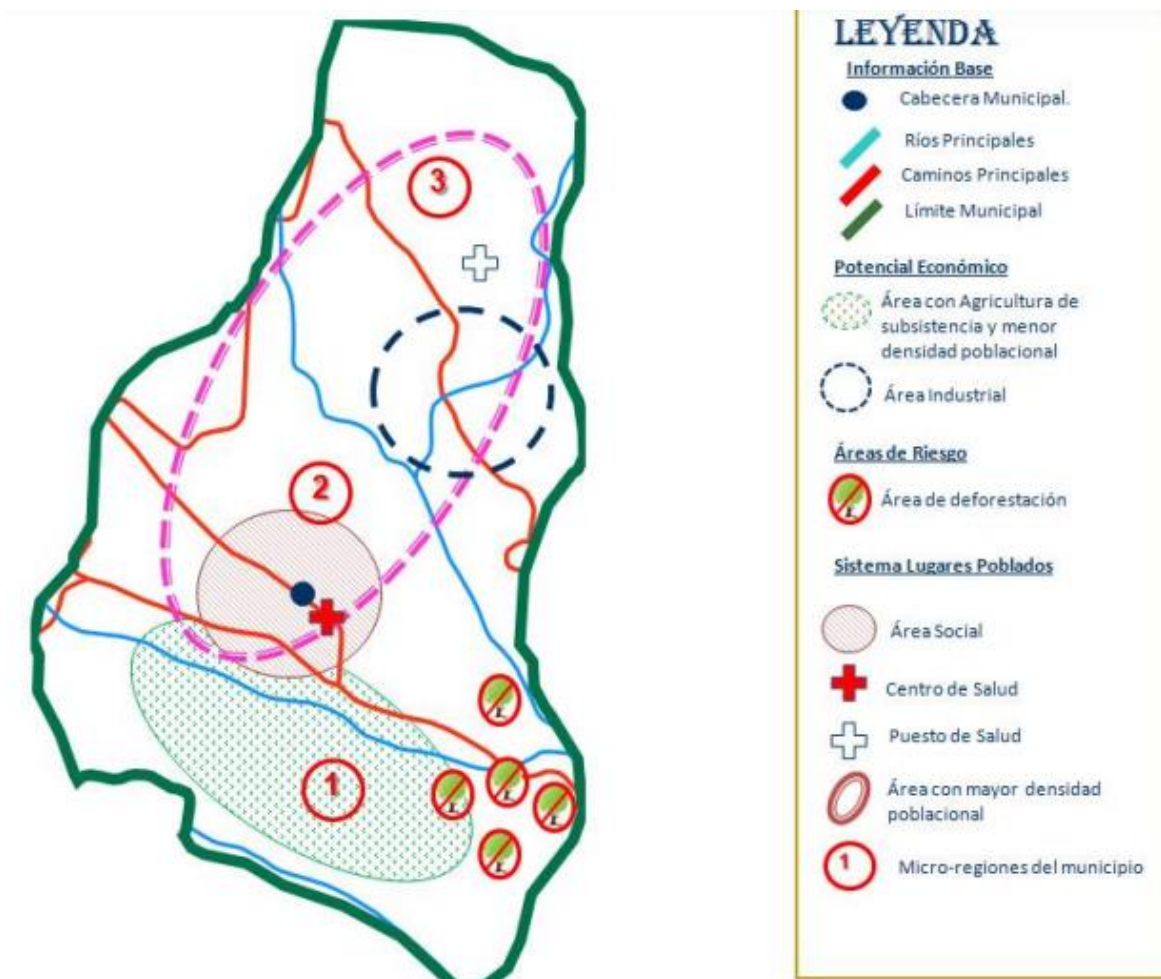 LEYENDA
Información Base
Cabecera Municipal.
Ríos Principales
Caminos Principales
Límite Municipal
Potencial Económico
Área con Agricultura de
subsistencia y menor
densidad poblacional
Área Industrial
Áreas de Riesgo
Área de deforestación
Sistema Lugares Poblados
Área Social
Centro de Salud
Puesto de Salud
Área con mayor densidad
poblacional
1
Micro-regiones del municipio
3
2
1